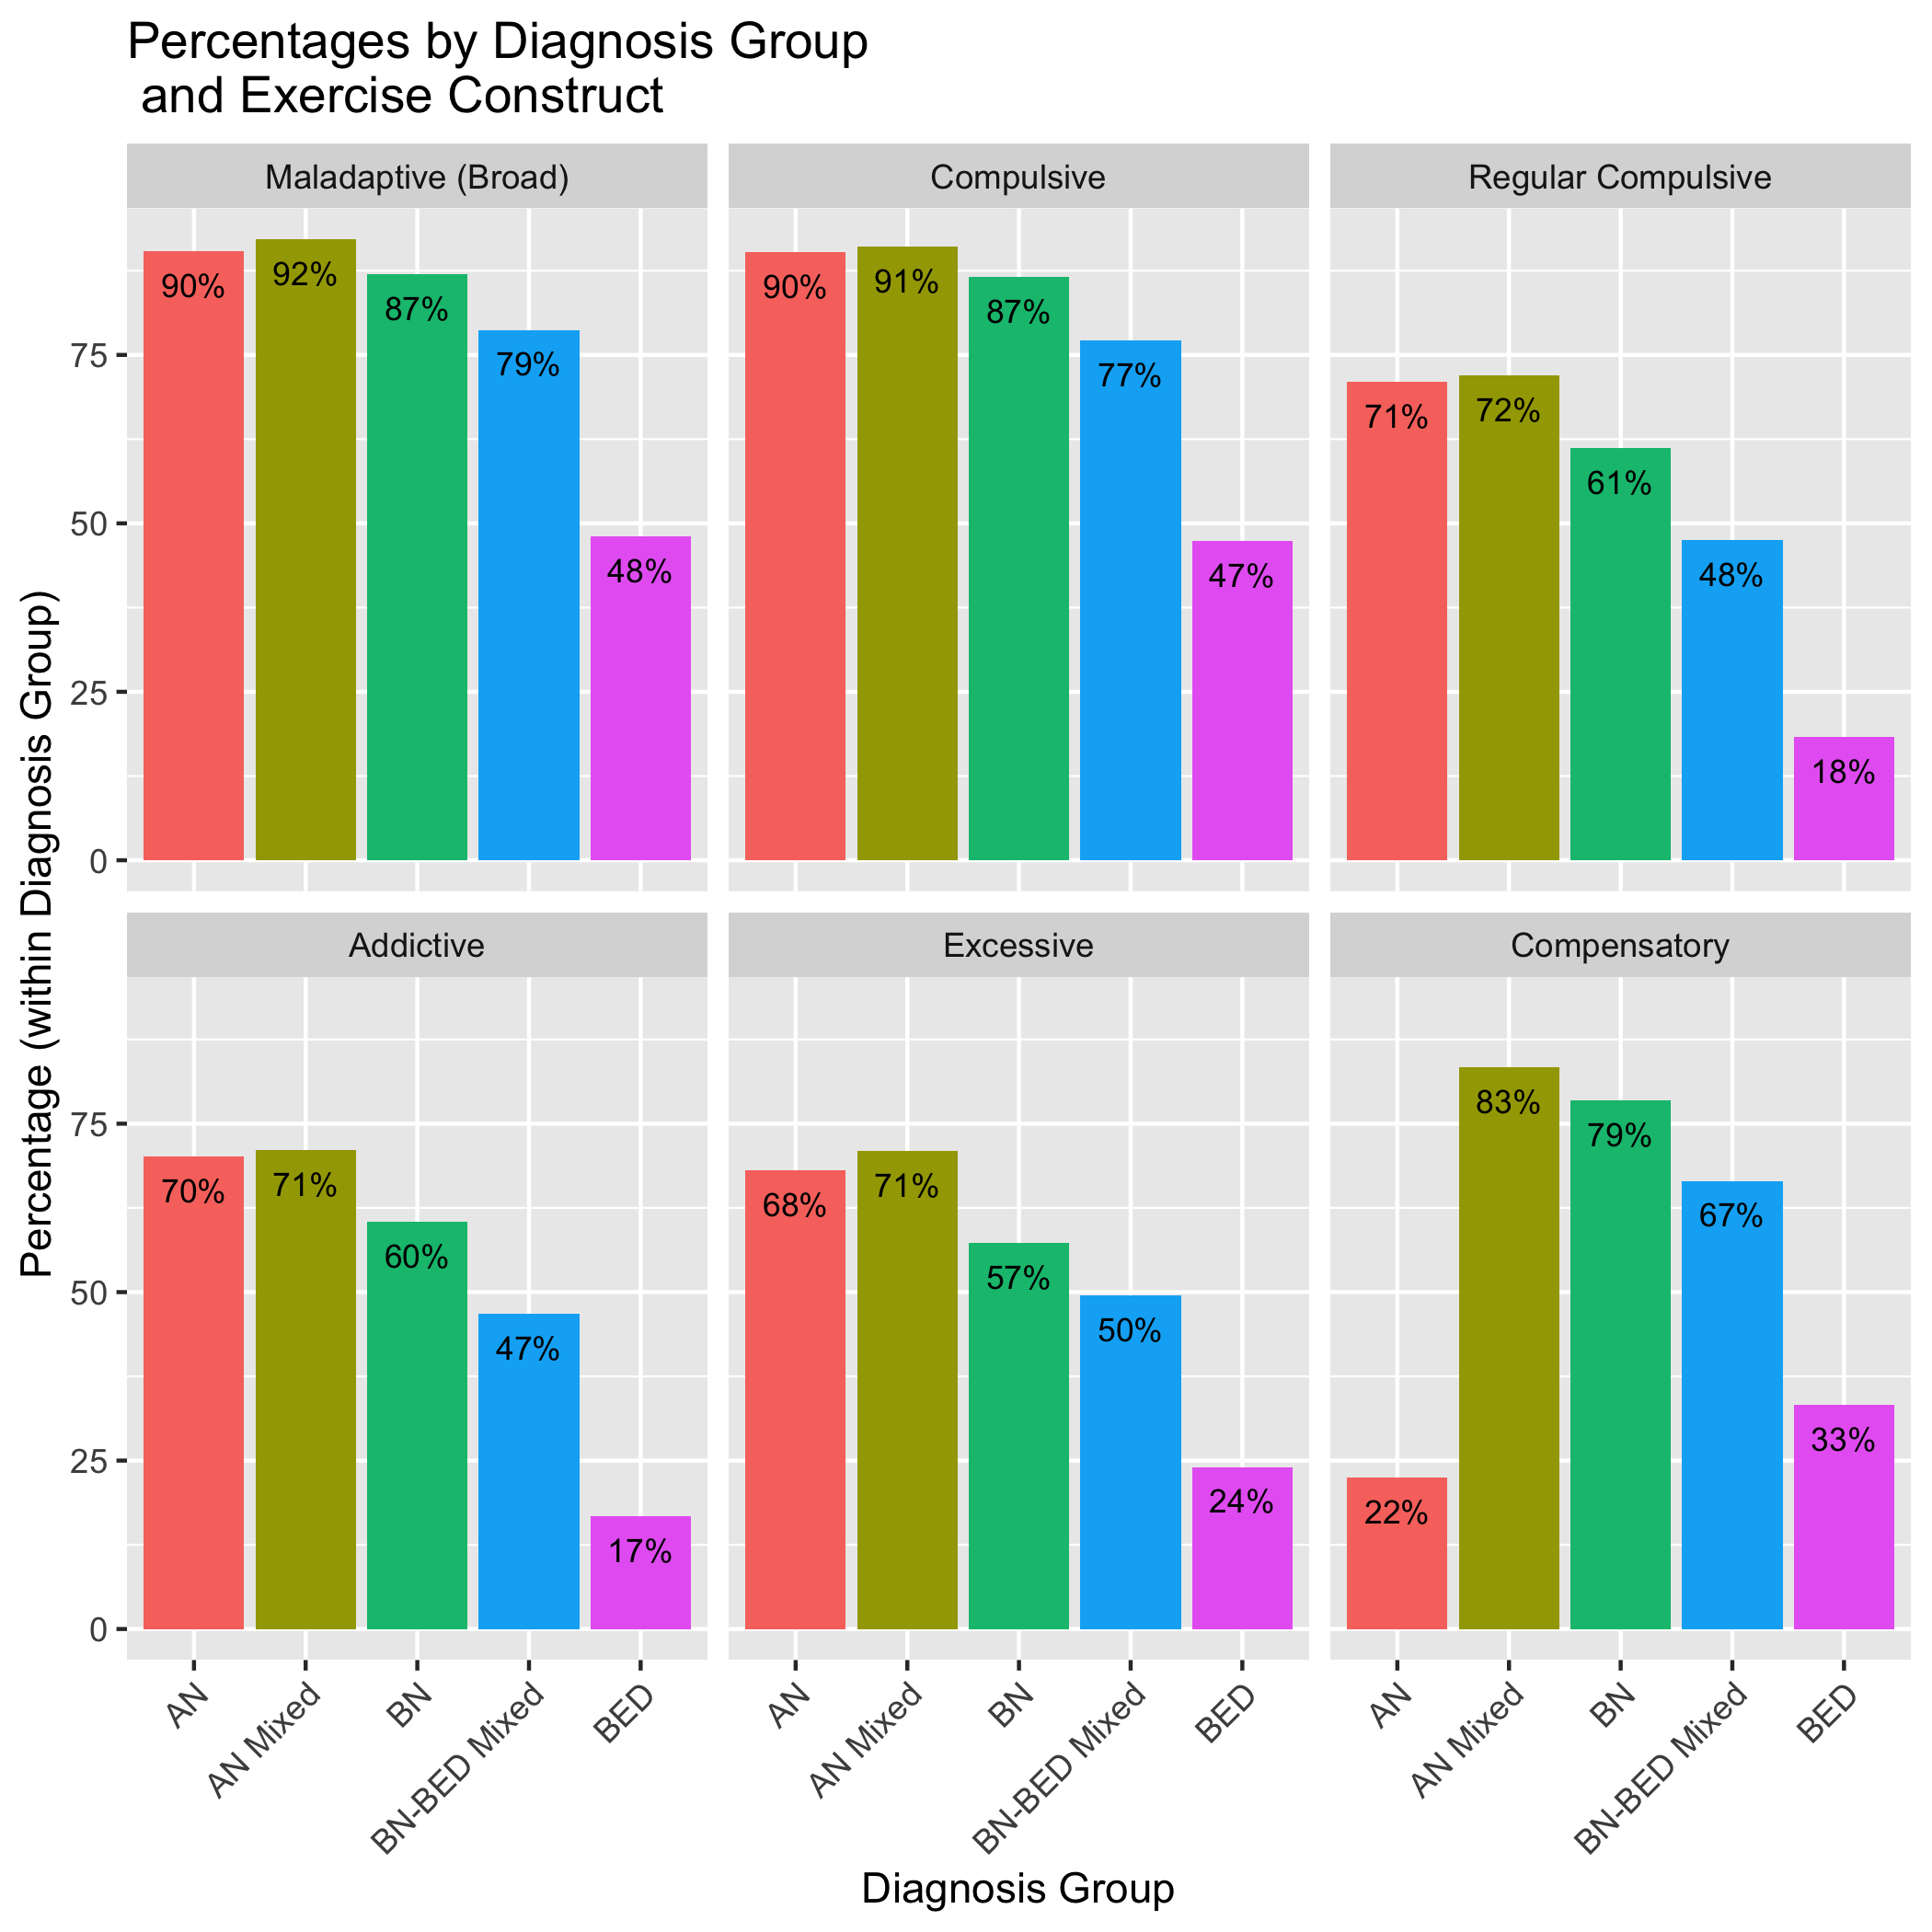 Percentages by Diagnosis Group
and Exercise Construct
Percentage (within Diagnosis Group)
Maladaptive (Broad)
Compulsive
Regular Compulsive
75
50
25
0
90%
92%
87%
79%
48%
90%
91%
87%
77%
47%
71%
72%
61%
48%
18%
Addictive
Excessive
Compensatory
75
50
25
0
70%
71%
60%
47%
17%
68%
71%
57%
50%
24%
22%
83%
79%
67%
33%
AN
AN Mixed
BN
BN-BED Mixed
BED
AN
AN Mixed
BN
BN-BED Mixed
BED
AN
AN Mixed
BN
BN-BED Mixed
BED
Diagnosis Group